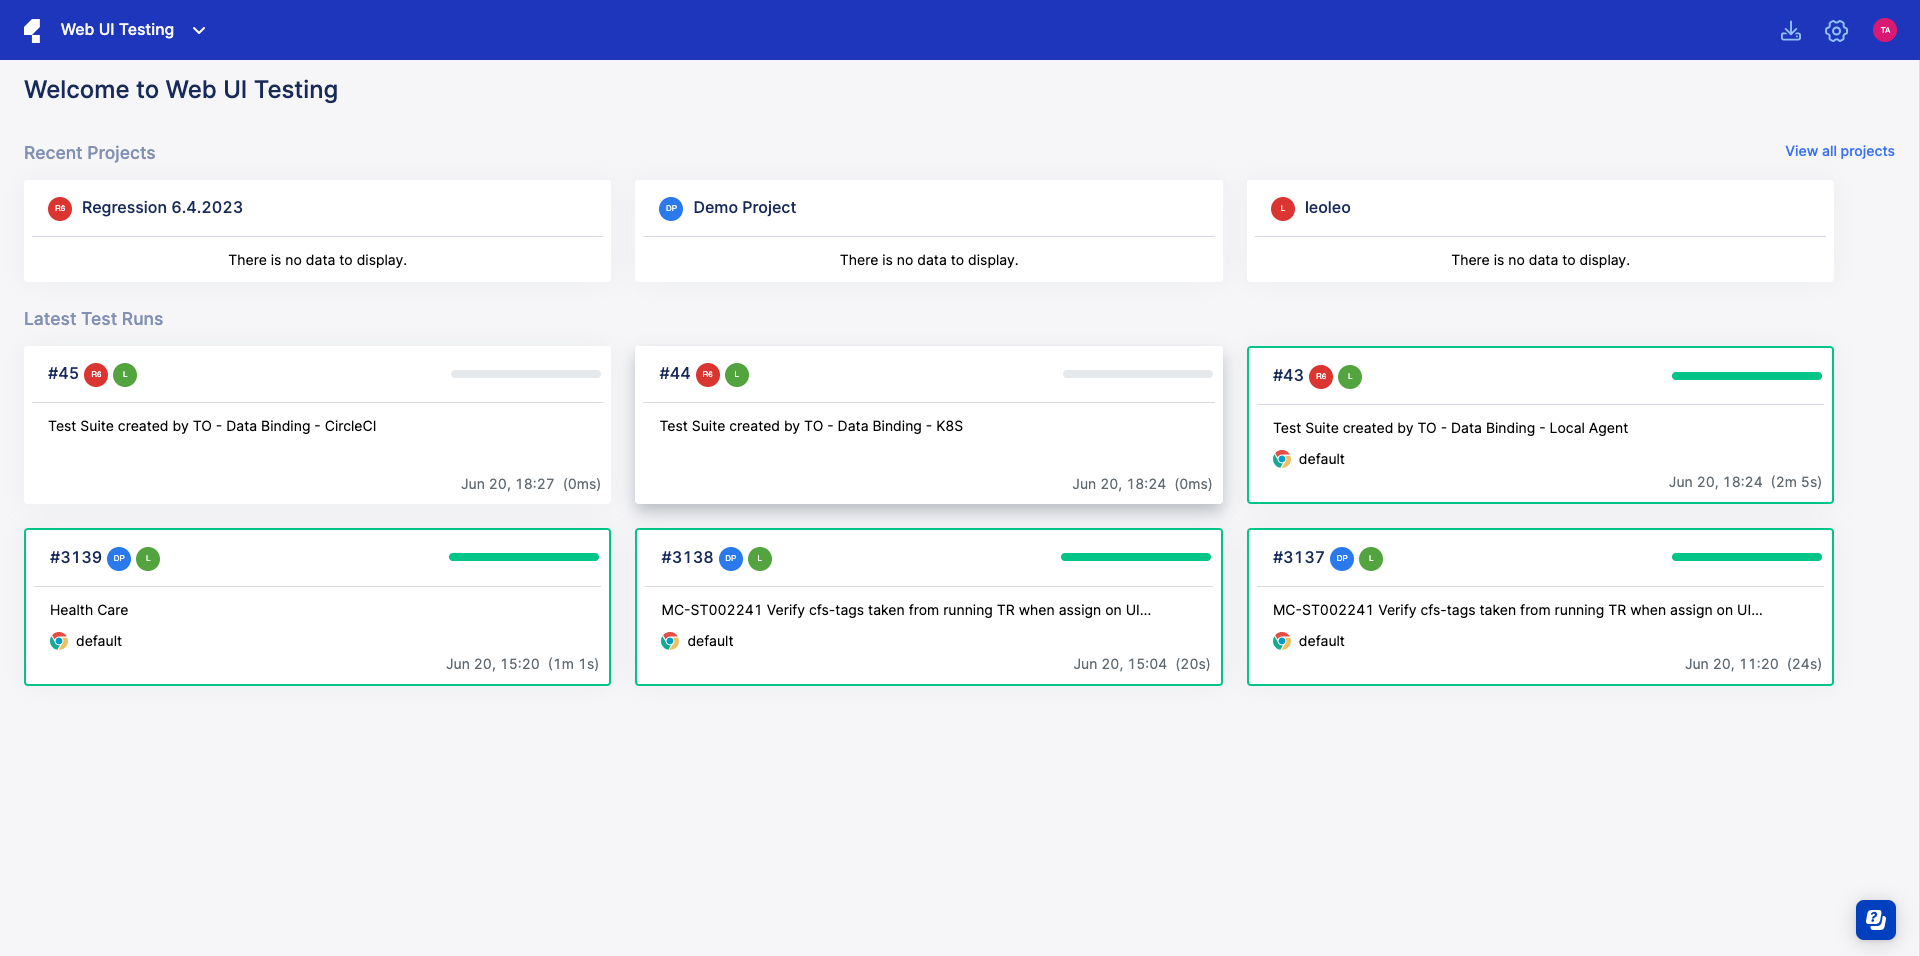 Web UI Testing
TA
Welcome to Web UI Testing
Recent Projects
View all projects
R6 Regression 6.4.2023
There is no data to display.
DP Demo Project
There is no data to display.
L leoleo
There is no data to display.
Latest Test Runs
#45 R6 L
Test Suite created by TO - Data Binding - CircleCI
Jun 20, 18:27 (0ms)
#44 R6 L
Test Suite created by TO - Data Binding - K8S
Jun 20, 18:24 (0ms)
#43 R6 L
Test Suite created by TO - Data Binding - Local Agent
default
Jun 20, 18:24 (2m 5s)
#3139 DP L
Health Care
default
Jun 20, 15:20 (1m 1s)
#3138 DP L
MC-ST002241 Verify cfs-tags taken from running TR when assign on UI...
default
Jun 20, 15:04 (20s)
#3137 DP L
MC-ST002241 Verify cfs-tags taken from running TR when assign on UI...
default
Jun 20, 11:20 (24s)
?